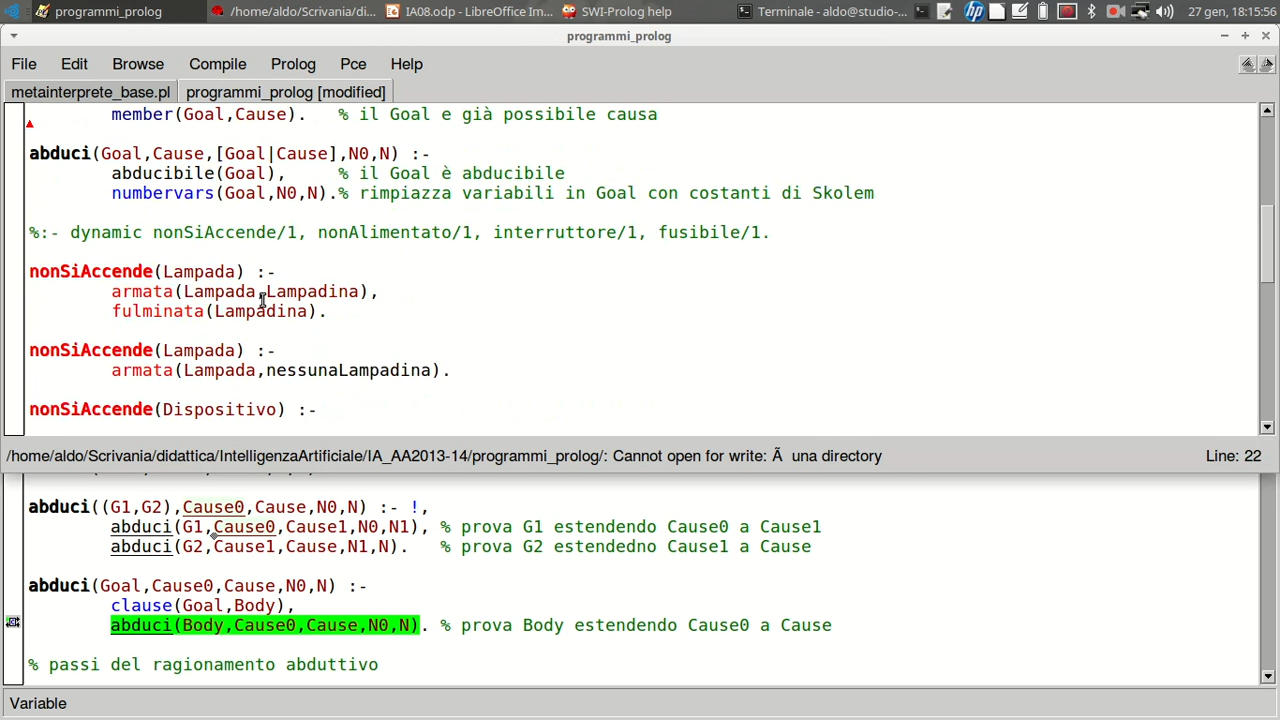 programmi_prolog
/home/aldo/Scrivania/di...
IA08.odp - LibreOffice Im...
SWI-Prolog help
Terminale - aldo@studio-...
27 gen, 18:15:56
programmi_prolog
File Edit Browse Compile Prolog Pce Help
metainterprete_base.pl programmi_prolog [modified]
member(Goal,Cause). % il Goal e già possibile causa
abduci(Goal,Cause,[Goal|Cause],N0,N) :-
abducibile(Goal), % il Goal è abducibile
numbervars(Goal,N0,N).% rimpiazza variabili in Goal con costanti di Skolem
%:- dynamic nonSiAccende/1, nonAlimentato/1, interruttore/1, fusibile/1.
nonSiAccende(Lampada) :-
armata(Lampada,Lampadina),
fulminata(Lampadina).
nonSiAccende(Lampada) :-
armata(Lampada,nessunaLampadina).
nonSiAccende(Dispositivo) :-
/home/aldo/Scrivania/didattica/IntelligenzaArtificiale/IA_AA2013-14/programmi_prolog/: Cannot open for write: Ã una directory Line: 22
abduci((G1,G2),Cause0,Cause,N0,N) :- !,
abduci(G1,Cause0,Cause1,N0,N1), % prova G1 estendendo Cause0 a Cause1
abduci(G2,Cause1,Cause,N1,N). % prova G2 estendedno Cause1 a Cause
abduci(Goal,Cause0,Cause,N0,N) :-
clause(Goal,Body),
abduci(Body,Cause0,Cause,N0,N). % prova Body estendendo Cause0 a Cause
% passi del ragionamento abduttivo
Variable